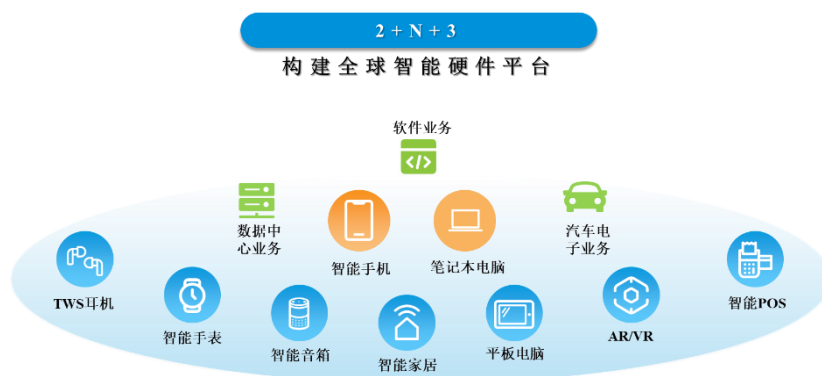 2 + N + 3
构建全球智能硬件平台
软件业务
</>
数据中
心业务
智能手机
笔记本电脑
汽车电
子业务
TWS耳机
智能手表
智能音箱
智能家居
平板电脑
AR/VR
智能POS